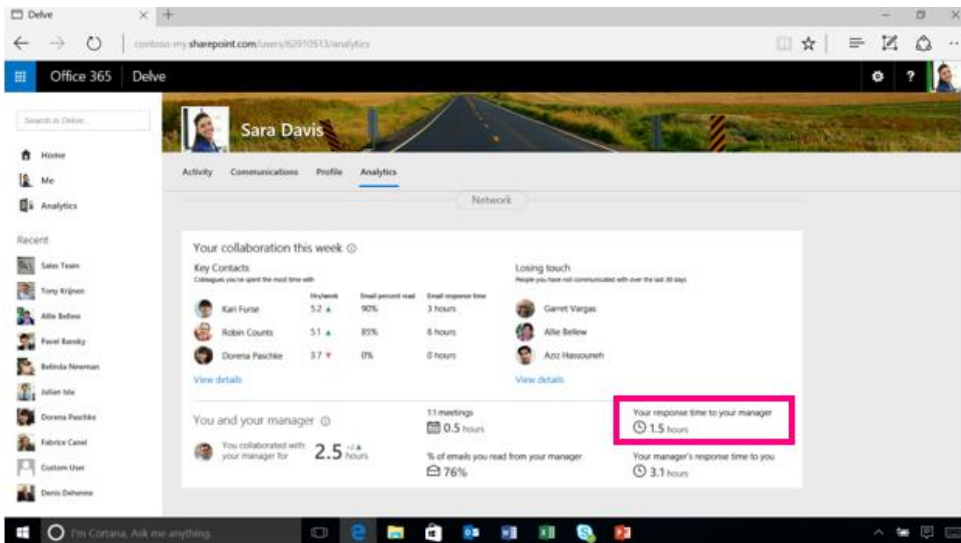 Delve
contoso-my.sharepoint.com/users/62910513/analytics
Office 365 Delve
?
Search in Delve...
Home
Me
Analytics
Recent
Sales Team
Tony Krijnen
Allie Bellew
Pavel Bansky
Belinda Newman
Julian Isla
Dorena Paschke
Fabrice Canel
Custom User
Denis Dehenne
Sara Davis
Activity Communications Profile Analytics
Network
Your collaboration this week
Key Contacts
Colleagues you've spent the most time with
Hrs/week Email percent read Email response time
Kari Furse 5.2 90% 3 hours
Robin Counts 5.1 85% 6 hours
Dorena Paschke 3.7 0% 0 hours
View details
Losing touch
People you have not communicated with over the last 30 days
Garret Vargas
Allie Bellew
Aziz Hassouneh
View details
You and your manager
You collaborated with
your manager for
2.5 hours
+2
1:1 meetings
0.5 hours
% of emails you read from your manager
76%
Your response time to your manager
1.5 hours
Your manager's response time to you
3.1 hours
I'm Cortana. Ask me anything.